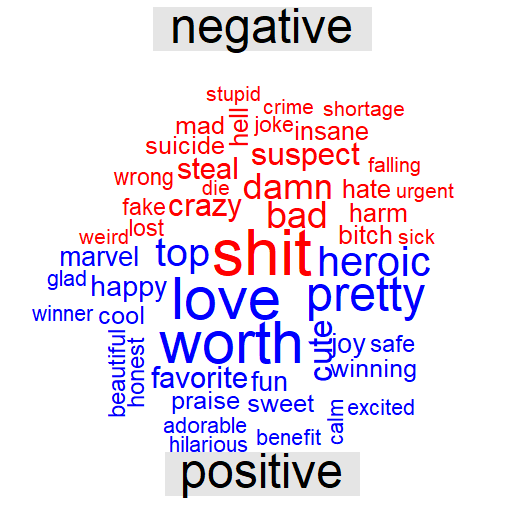 negative
stupid
crime shortage
mad hell joke insane
suicide
steal suspect falling
wrong die damn hate urgent
fake crazy bad harm
lost
weird shit bitch sick
marvel top heroic
glad happy love pretty
winner cool
worth cute joy safe
beautiful honest favorite fun winning
praise sweet calm excited
adorable
hilarious benefit
positive